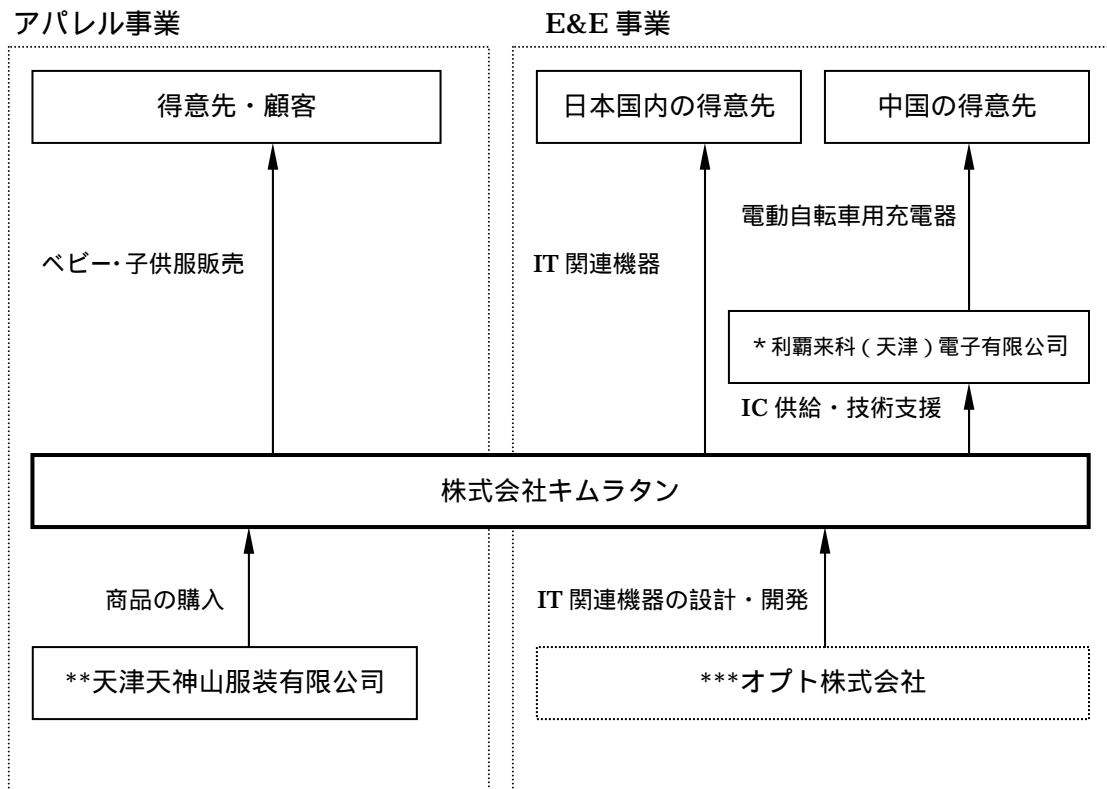 アパレル事業
E&E 事業
得意先・顧客
日本国内の得意先
中国の得意先
電動自転車用充電器
ベビー・子供服販売
IT 関連機器
*利覇来科(天津)電子有限公司
IC 供給・技術支援
株式会社キムラタン
商品の購入
IT 関連機器の設計・開発
**天津天神山服装有限公司
***オプト株式会社